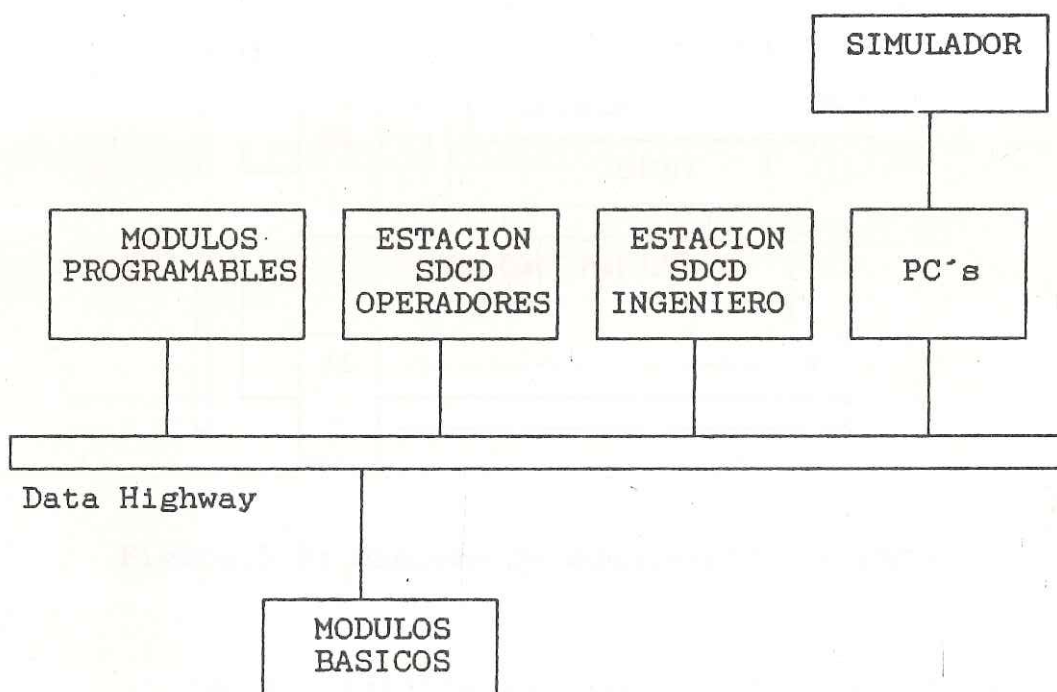 SIMULADOR
MODULOS
PROGRAMABLES
ESTACION
SDCD
OPERADORES
ESTACION
SDCD
INGENIERO
PC´s
Data Highway
MODULOS
BASICOS